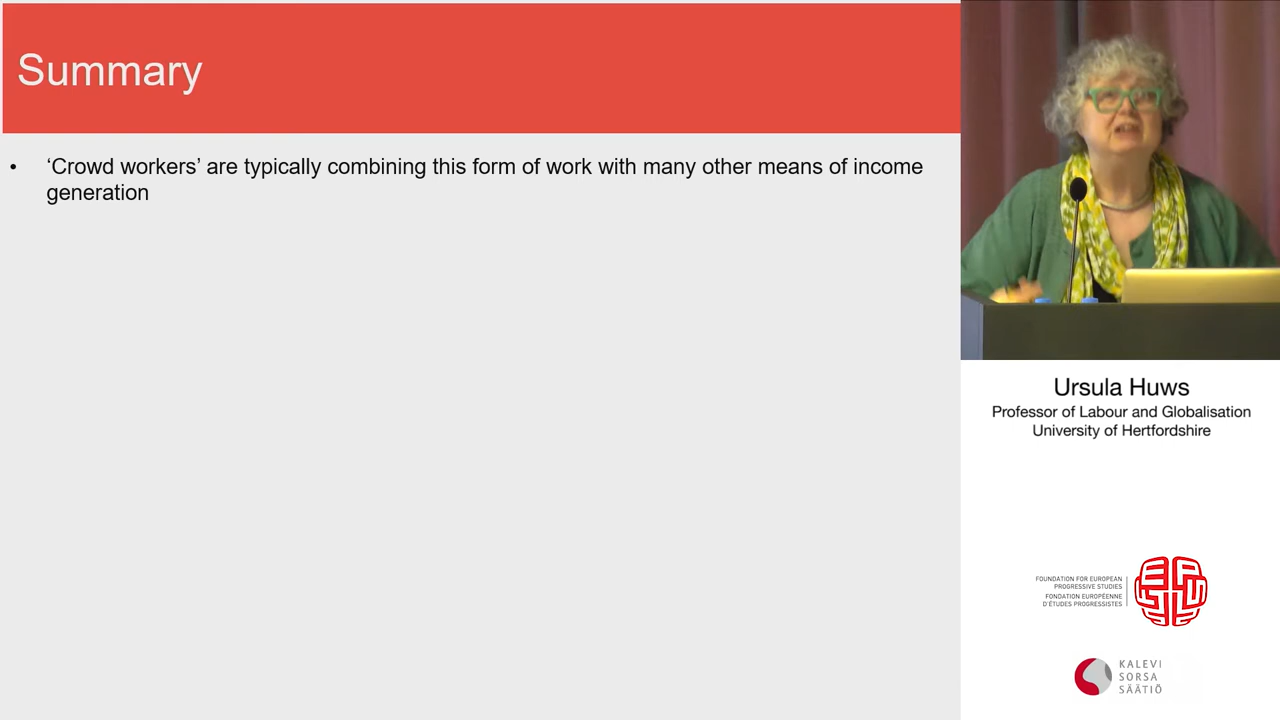 Summary
• ‘Crowd workers’ are typically combining this form of work with many other means of income
generation
Ursula Huws
Professor of Labour and Globalisation
University of Hertfordshire
FOUNDATION FOR EUROPEAN
PROGRESSIVE STUDIES
FONDATION EUROPÉENNE
D'ÉTUDES PROGRESSISTES
KALEVI
SORSA
SÄÄTIÖ